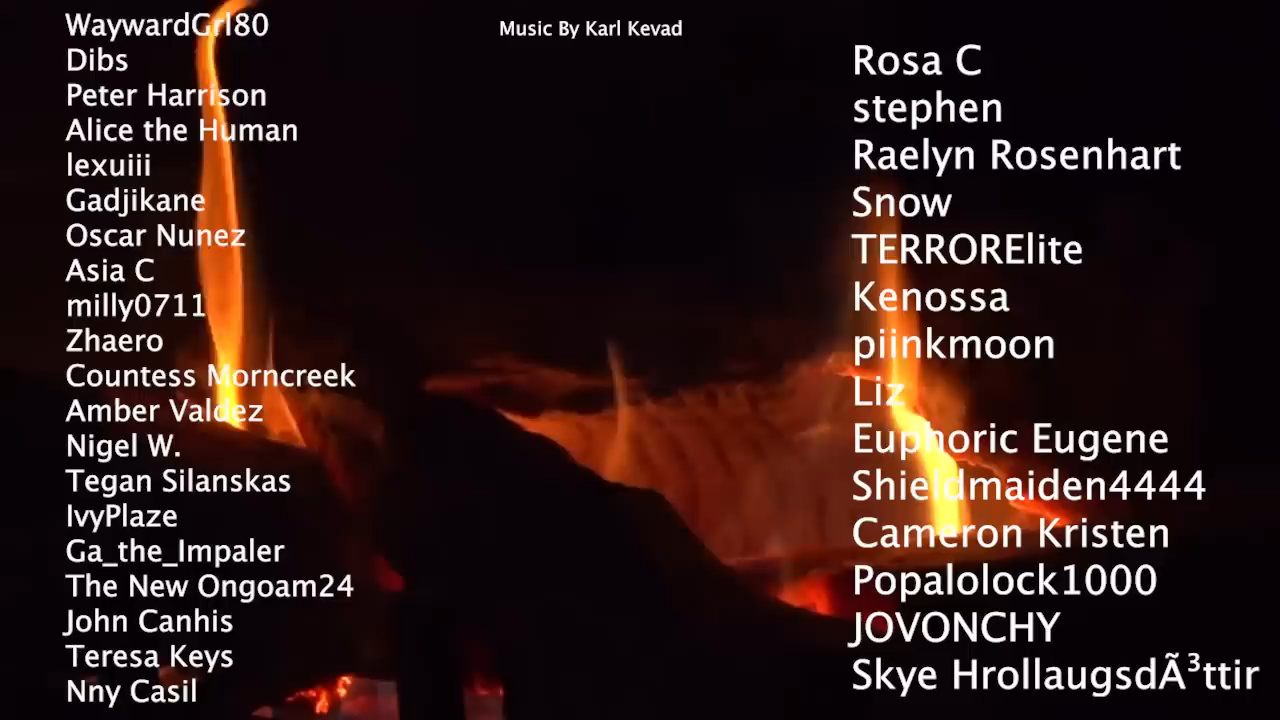 WaywardGrl80
Dibs
Peter Harrison
Alice the Human
lexuiii
Gadjikane
Oscar Nunez
Asia C
milly0711
Zhaero
Countess Morncreek
Amber Valdez
Nigel W.
Tegan Silanskas
IvyPlaze
Ga_the_Impaler
The New Ongoam24
John Canhis
Teresa Keys
Nny Casil
Music By Karl Kevad
Rosa C
stephen
Raelyn Rosenhart
Snow
TERRORElite
Kenossa
piinkmoon
Liz
Euphoric Eugene
Shieldmaiden4444
Cameron Kristen
Popalolock1000
JOVONCHY
Skye HrollaugsdÃ³ttir